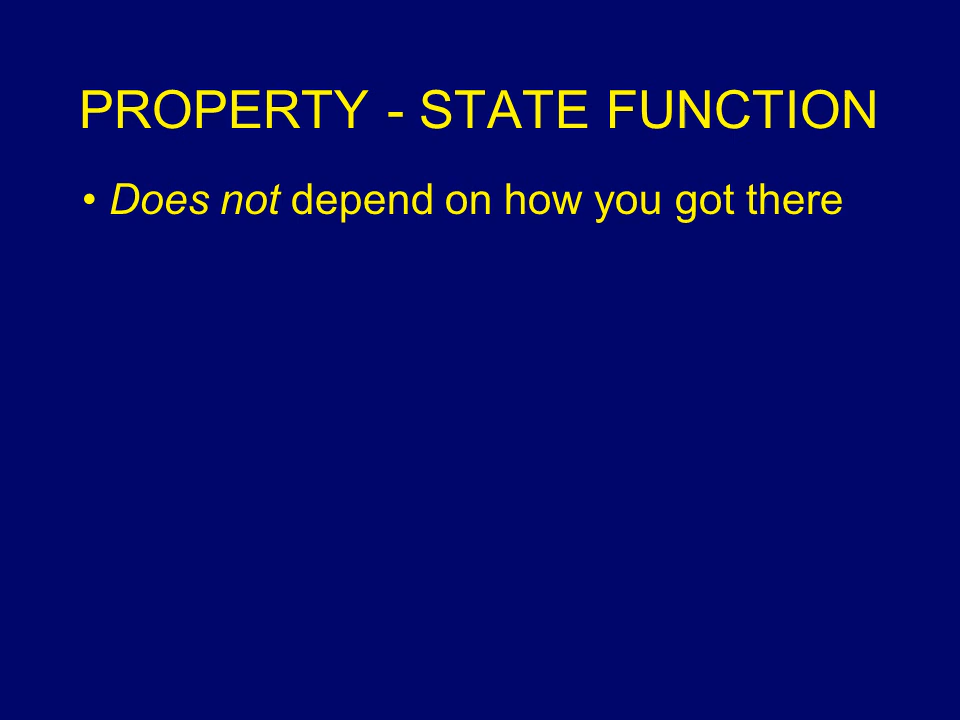 PROPERTY - STATE FUNCTION
• Does not depend on how you got there